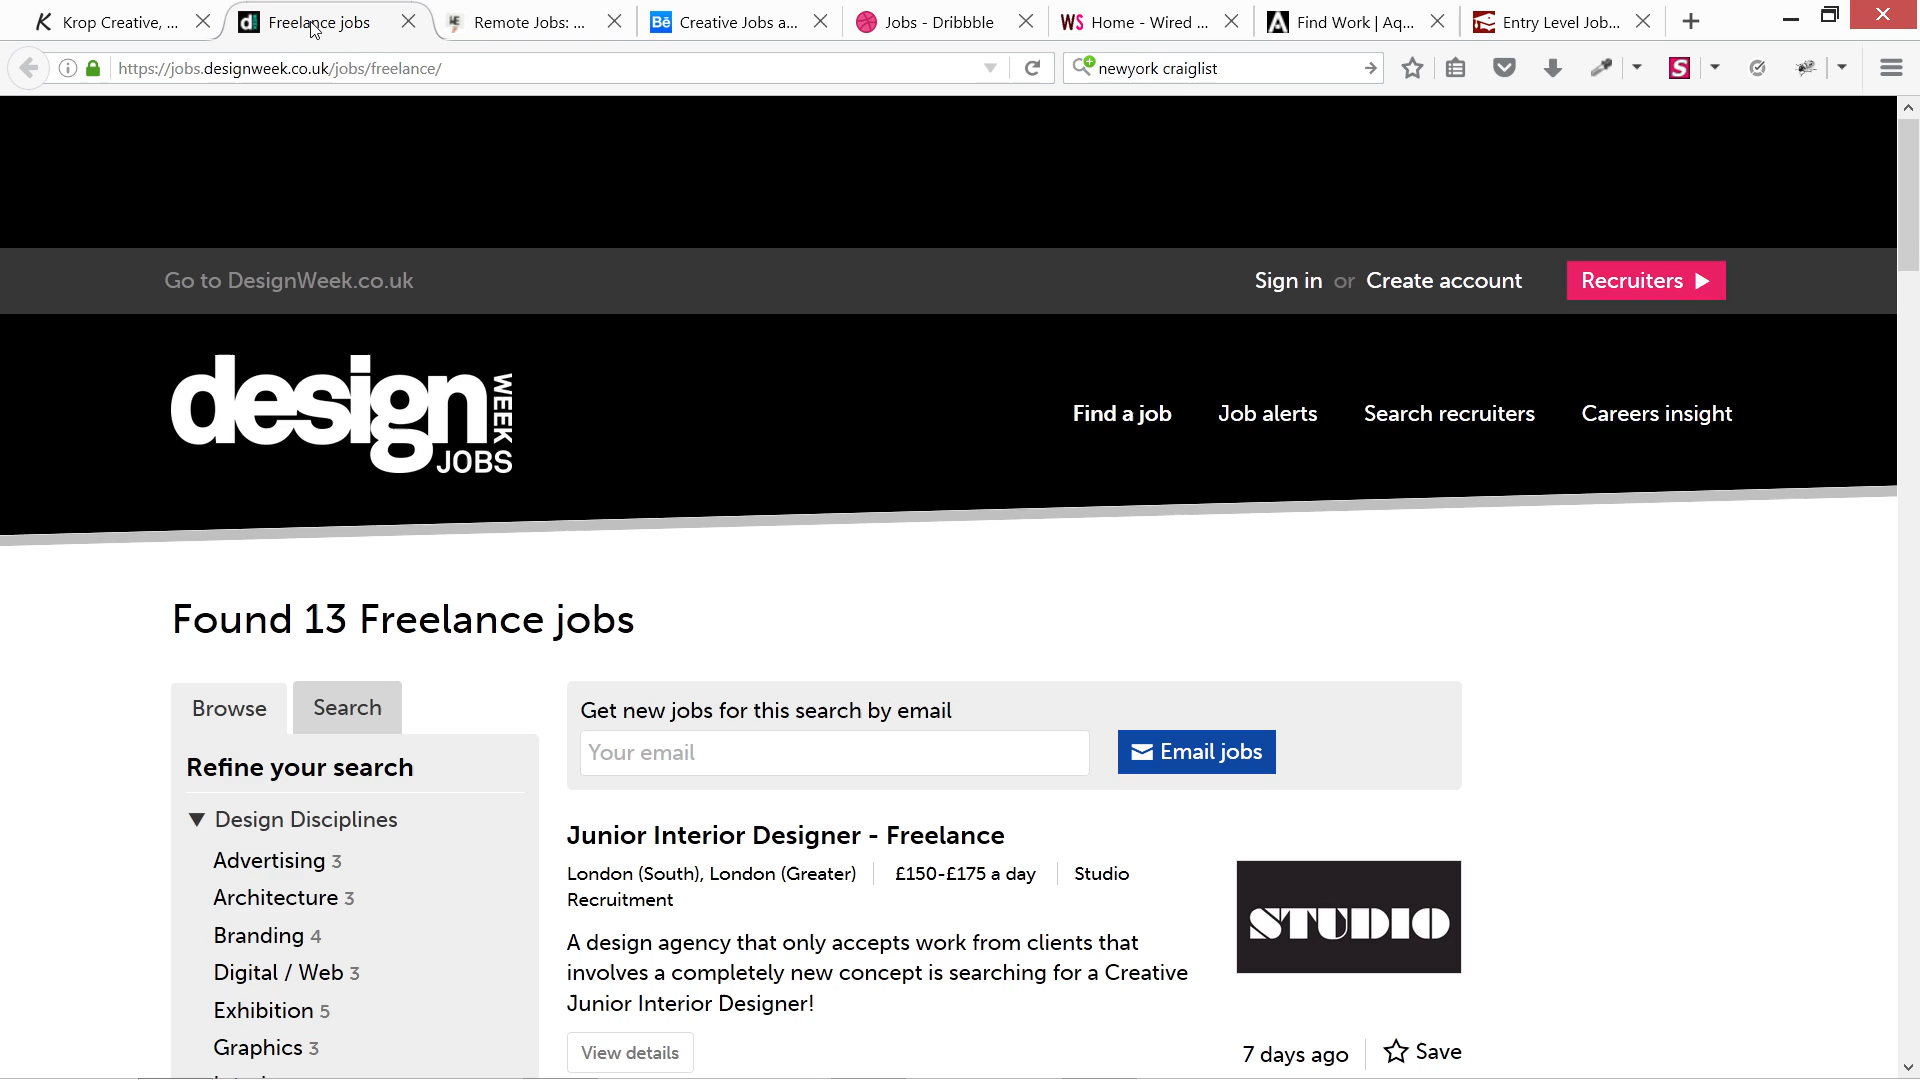 Krop Creative, ...
Freelance jobs
Remote Jobs: ...
Bē Creative Jobs a...
Jobs - Dribbble
WS Home - Wired ...
Find Work | Aq...
Entry Level Job...
https://jobs.designweek.co.uk/jobs/freelance/
newyork craiglist
Go to DesignWeek.co.uk
Sign in or Create account
Recruiters
design WEEK
JOBS
Find a job
Job alerts
Search recruiters
Careers insight
Found 13 Freelance jobs
Browse
Search
Get new jobs for this search by email
Your email
Email jobs
Refine your search
Design Disciplines
Advertising 3
Architecture 3
Branding 4
Digital / Web 3
Exhibition 5
Graphics 3
Junior Interior Designer - Freelance
London (South), London (Greater)
£150-£175 a day
Studio
Recruitment
STUDIO
A design agency that only accepts work from clients that
involves a completely new concept is searching for a Creative
Junior Interior Designer!
View details
7 days ago
Save